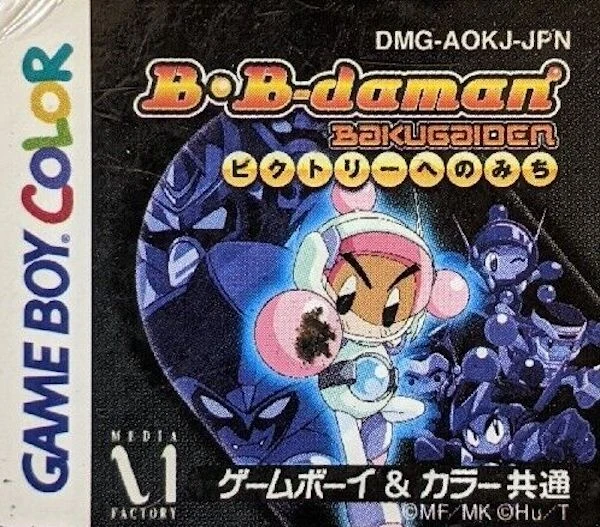 DMG-AOKJ-JPN
B·B-daman
BAKUGAIDEN
ビクトリーへのみち
GAME BOY COLOR
MEDIA
FACTORY
ゲームボーイ & カラー共通
©MF/MK ©Hu/T